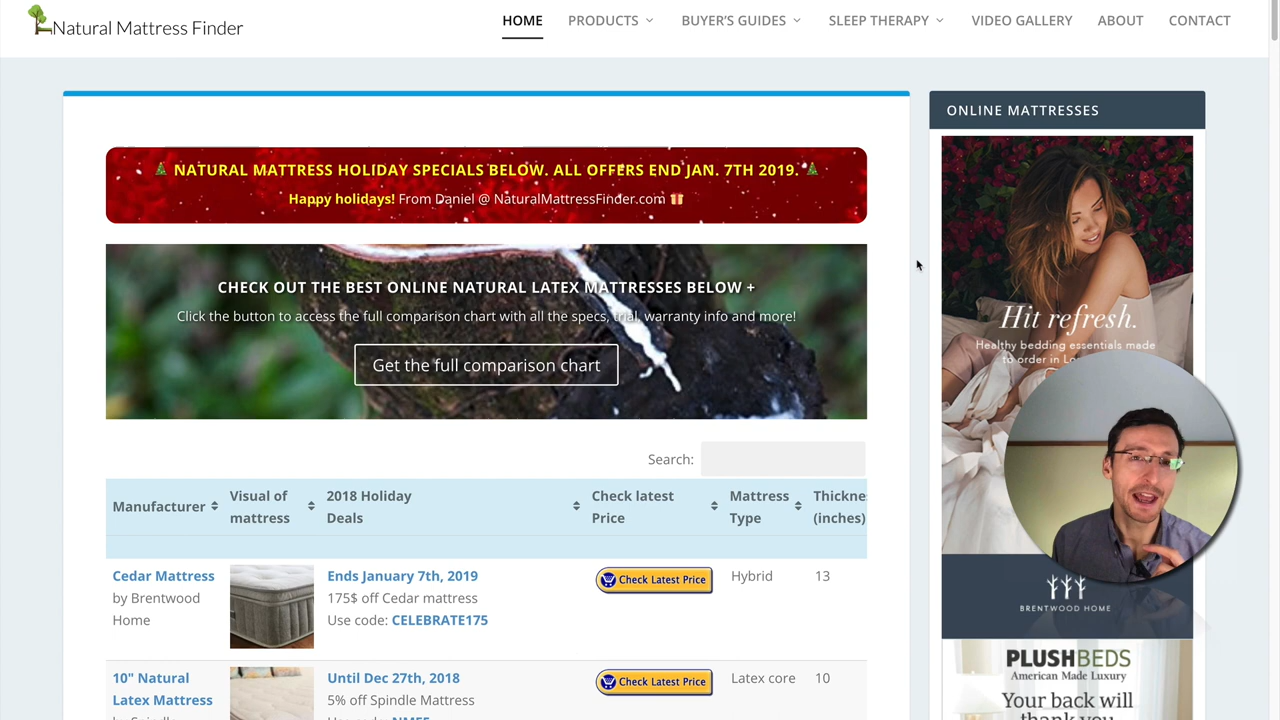 Natural Mattress Finder
HOME PRODUCTS BUYER'S GUIDES SLEEP THERAPY VIDEO GALLERY ABOUT CONTACT
NATURAL MATTRESS HOLIDAY SPECIALS BELOW. ALL OFFERS END JAN. 7TH 2019.
Happy holidays! From Daniel @ NaturalMattressFinder.com
CHECK OUT THE BEST ONLINE NATURAL LATEX MATTRESSES BELOW +
Click the button to access the full comparison chart with all the specs, trial, warranty info and more!
Get the full comparison chart
Search:
Manufacturer
Visual of
mattress
2018 Holiday
Deals
Check latest
Price
Mattress
Type
(inches)
Cedar Mattress
by Brentwood
Home
Ends January 7th, 2019
175$ off Cedar mattress
Use code: CELEBRATE175
Check Latest Price
Hybrid
13
10" Natural
Latex Mattress
Until Dec 27th, 2018
5% off Spindle Mattress
Check Latest Price
Latex core
10
ONLINE MATTRESSES
Hit refresh.
Healthy bedding essentials made
to order in
BRENTWOOD HOME
PLUSHBEDS
American Made Luxury
Your back will